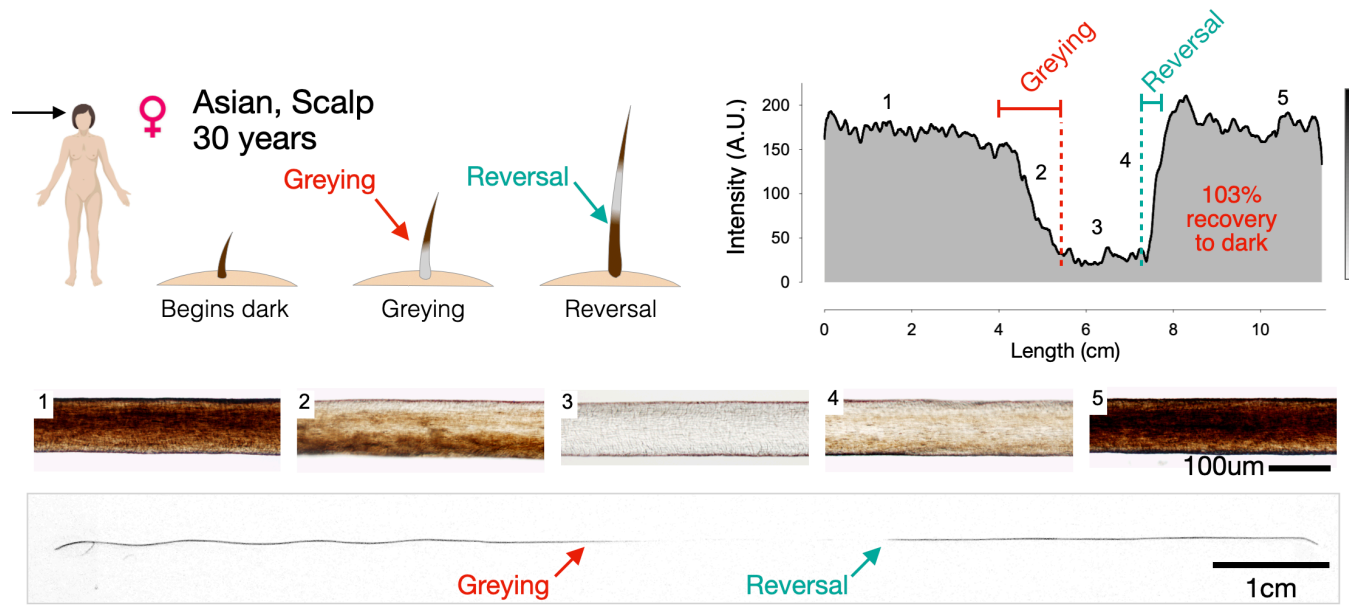 ♀ Asian, Scalp
30 years
Greying
Reversal
Begins dark
Greying
Reversal
Greying
Reversal
Intensity (A.U.)
200
150
100
50
0
1
2
3
4
5
103%
recovery
to dark
0 2 4 6 8 10
Length (cm)
1
2
3
4
5
100um
Greying
Reversal
1cm